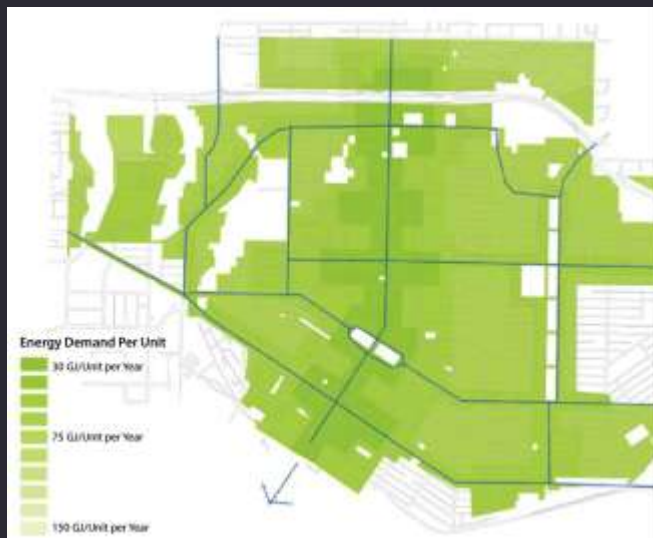 Energy Demand Per Unit
30 GJ/Unit per Year
75 GJ/Unit per Year
150 GJ/Unit per Year